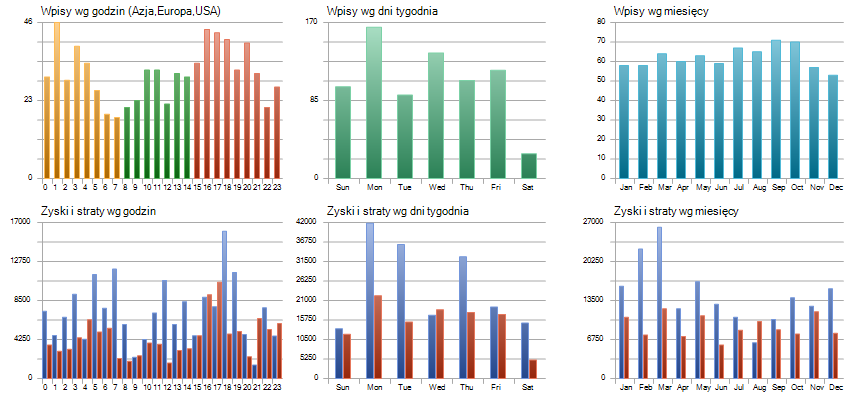 Wpisy wg godzin (Azja,Europa,USA)
46
23
0
0 1 2 3 4 5 6 7 8 9 10 11 12 13 14 15 16 17 18 19 20 21 22 23
Wpisy wg dni tygodnia
170
85
0
Sun Mon Tue Wed Thu Fri Sat
Wpisy wg miesięcy
80
70
60
50
40
30
20
10
0
Jan Feb Mar Apr May Jun Jul Aug Sep Oct Nov Dec
Zyski i straty wg godzin
17000
12750
8500
4250
0
0 1 2 3 4 5 6 7 8 9 10 11 12 13 14 15 16 17 18 19 20 21 22 23
Zyski i straty wg dni tygodnia
42000
36750
31500
26250
21000
15750
10500
5250
0
Sun Mon Tue Wed Thu Fri Sat
Zyski i straty wg miesięcy
27000
20250
13500
6750
0
Jan Feb Mar Apr May Jun Jul Aug Sep Oct Nov Dec